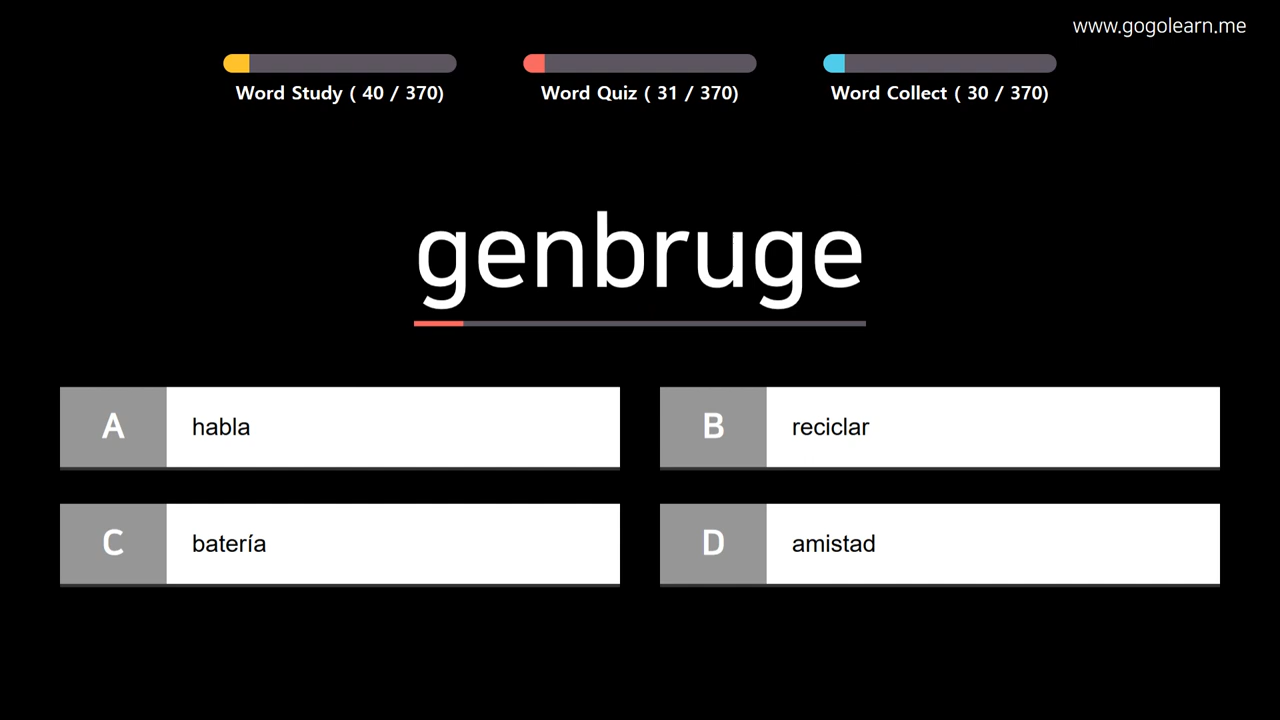 www.gogolearn.me
Word Study ( 40 / 370)
Word Quiz ( 31 / 370)
Word Collect ( 30 / 370)
genbruge
A habla
B reciclar
C batería
D amistad